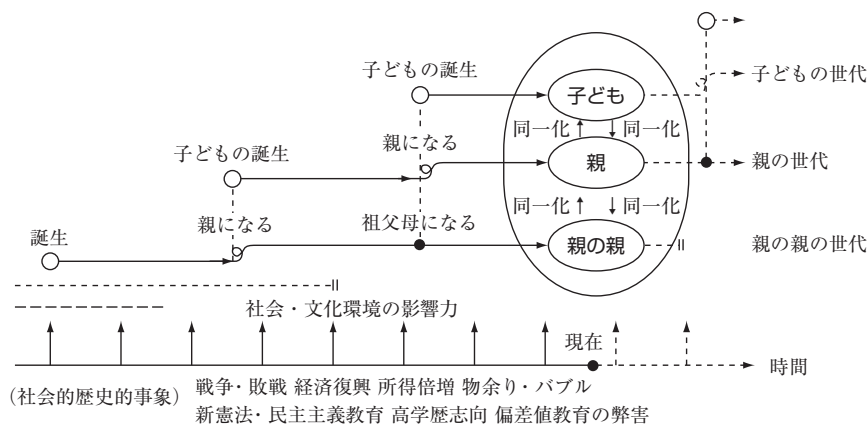 子どもの誕生
子ども
子どもの世代
同一化 同一化
子どもの誕生
親になる
親
親の世代
同一化 同一化
誕生
親になる
祖父母になる
親の親
親の親の世代
社会・文化環境の影響力
現在
時間
(社会的歴史的事象)
戦争・敗戦 経済復興 所得倍増 物余り・バブル
新憲法・民主主義教育 高学歴志向 偏差値教育の弊害